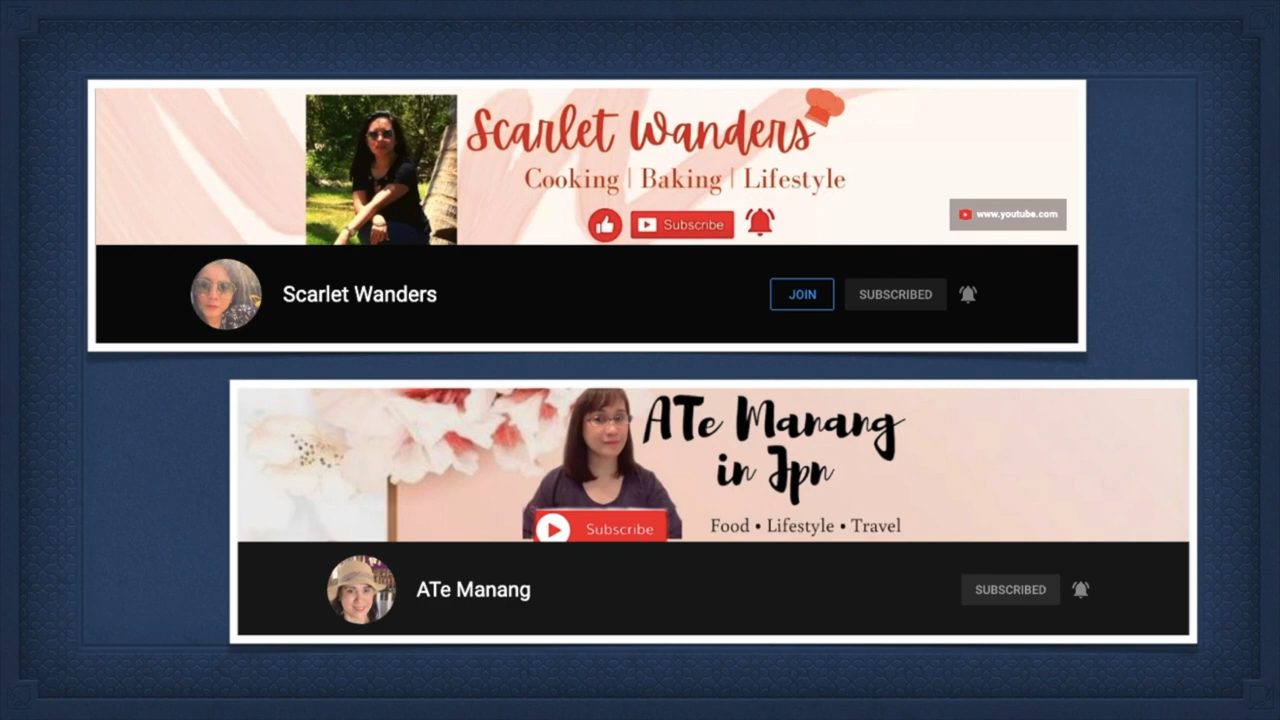 Scarlet Wanders
Cooking | Baking | Lifestyle
Subscribe
www.youtube.com
Scarlet Wanders
JOIN
SUBSCRIBED
ATe Manang
in Jpn
Subscribe
Food • Lifestyle • Travel
ATe Manang
SUBSCRIBED